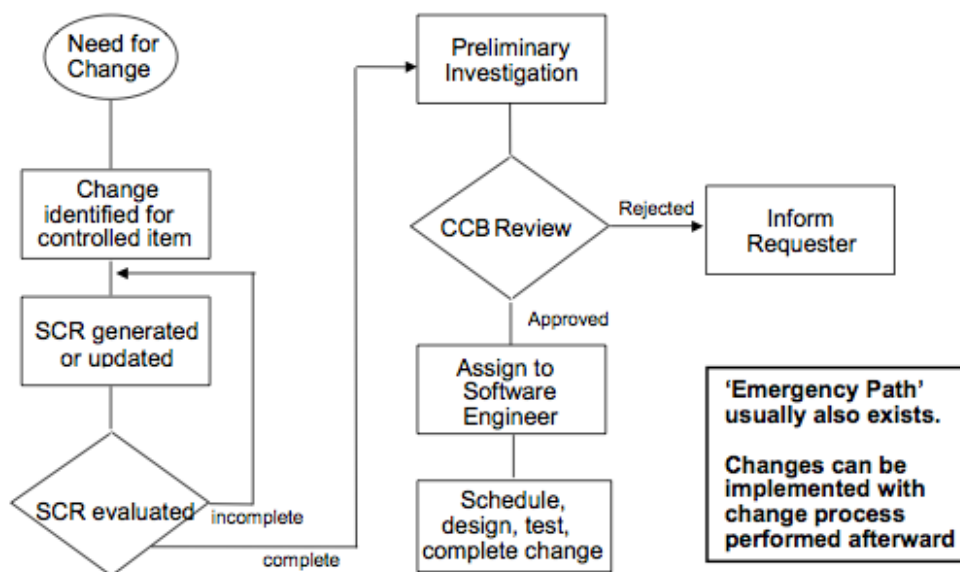 Need for
Change
Change
identified for
controlled item
SCR generated
or updated
SCR evaluated
incomplete
complete
Preliminary
Investigation
CCB Review
Rejected
Inform
Requester
Approved
Assign to
Software
Engineer
Schedule,
design, test,
complete change
‘Emergency Path’
usually also exists.
Changes can be
implemented with
change process
performed afterward